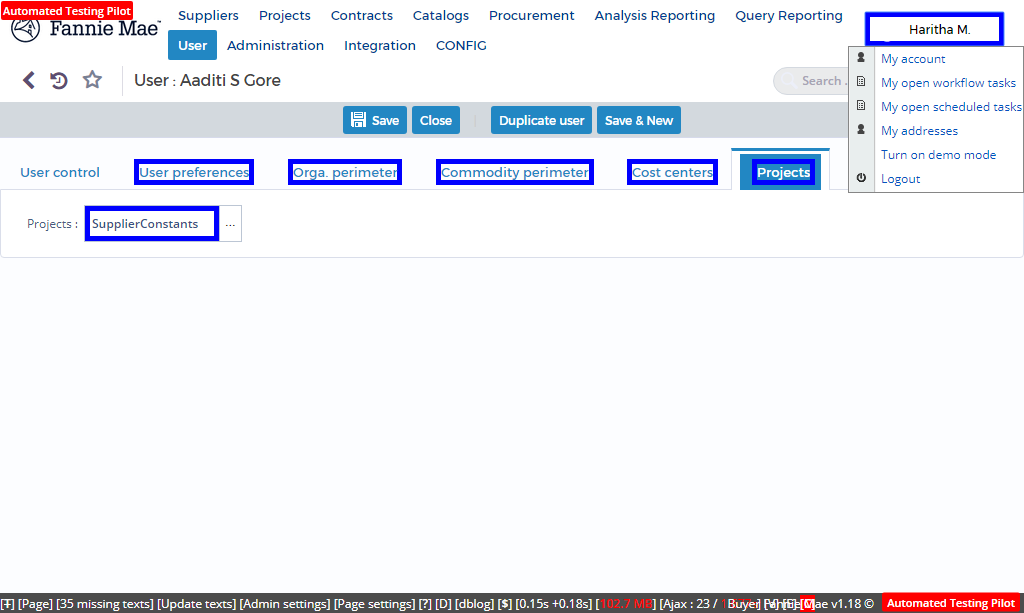 Automated Testing Pilot
Fannie Mae
Suppliers Projects Contracts Catalogs Procurement Analysis Reporting Query Reporting
User Administration Integration CONFIG
Haritha M.
User : Aaditi S Gore
Search .
My account
My open workflow tasks
My open scheduled tasks
My addresses
Turn on demo mode
Logout
Save Close Duplicate user Save & New
User control User preferences Orga. perimeter Commodity perimeter Cost centers Projects
Projects : SupplierConstants ...
[T] [Page] [35 missing texts] [Update texts] [Admin settings] [Page settings] [?] [D] [dblog] [$] [0.15s +0.18s] [102.7 MB] [Ajax : 23 / Buyer Mae v1.18 ©
Automated Testing Pilot